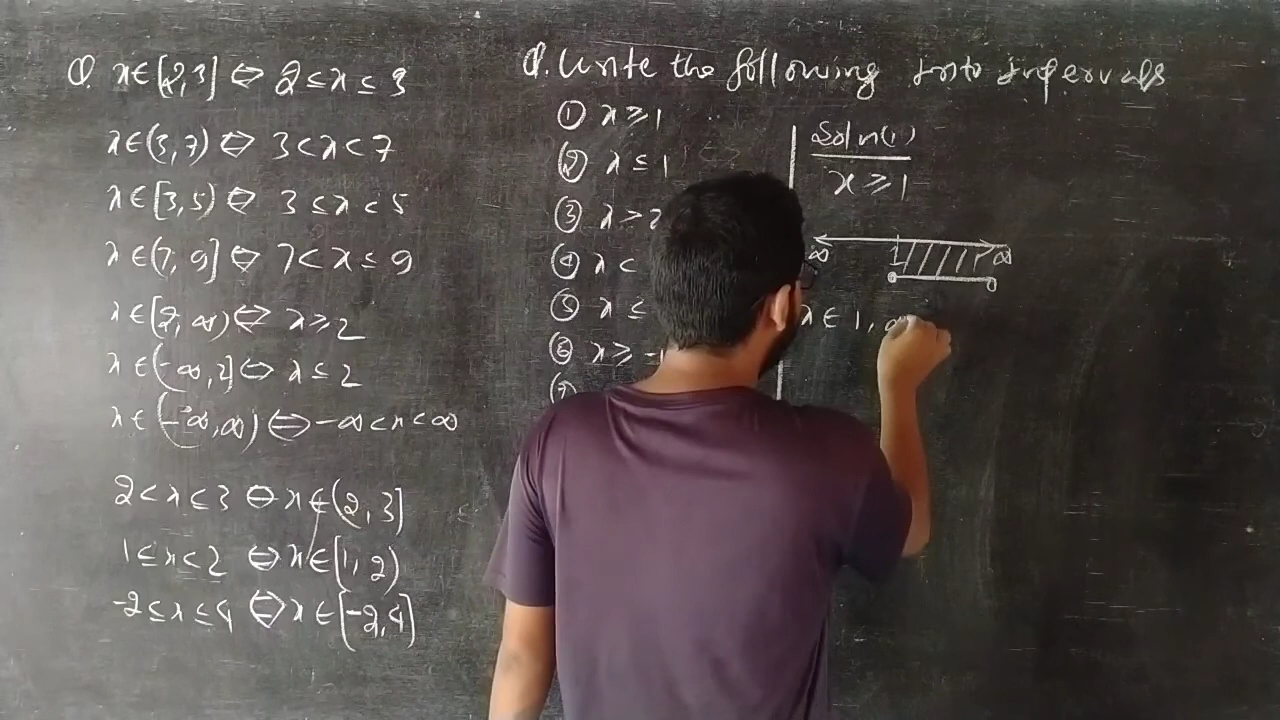 Q. x∈[2,3] ⇔ 2≤x≤3
x∈(3,7) ⇔ 3<x<7
x∈[3,5) ⇔ 3≤x<5
x∈(7,9] ⇔ 7<x≤9
x∈[2,∞) ⇔ x≥2
x∈(-∞,2] ⇔ x≤2
x∈(-∞,∞) ⇔ -∞<x<∞
2<x≤3 ⇔ x∈(2,3]
1≤x<2 ⇔ x∈[1,2)
-2≤x≤4 ⇔ x∈[-2,4]
Q. Write the following into intervals
① x≥1
② x≤1
③ x>2
④ x<
⑤ x≤
⑥ x≥-1
⑦
Soln(1)
x≥1
∞ 1 ∞
x∈ 1, ∞